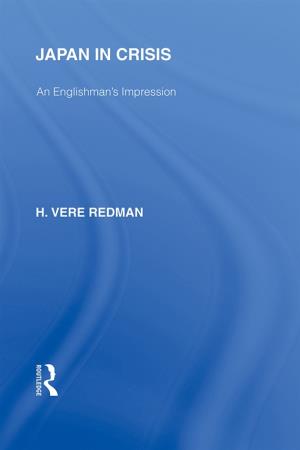 JAPAN IN CRISIS
An Englishman's Impression
H. VERE REDMAN
ROUTLEDGE